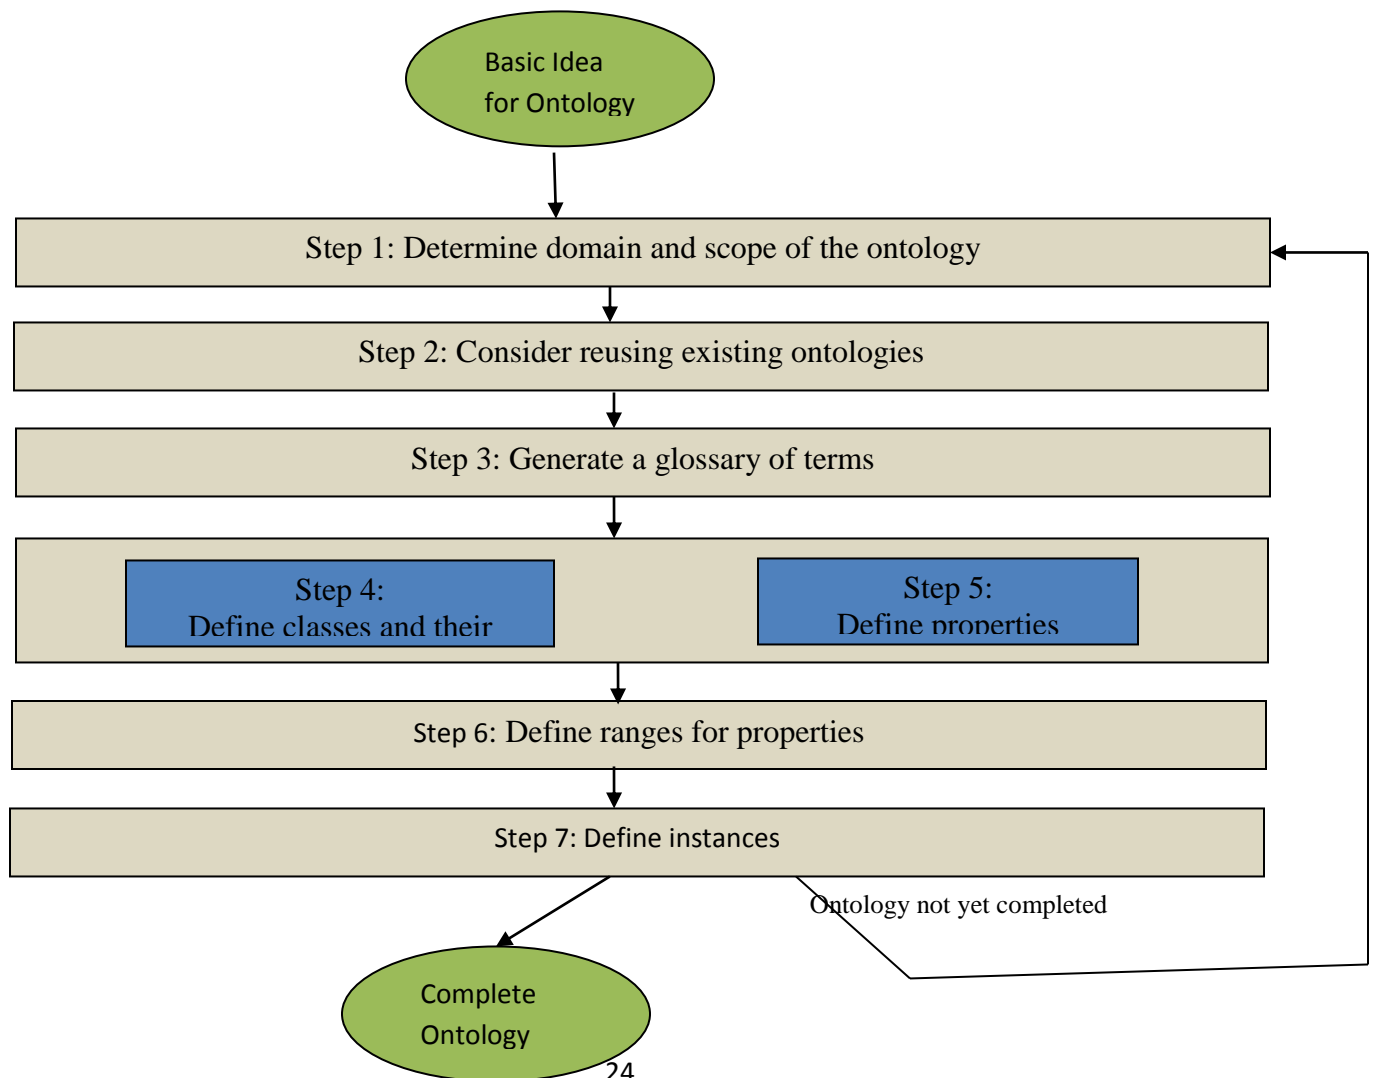 Basic Idea
for Ontology
Step 1: Determine domain and scope of the ontology
Step 2: Consider reusing existing ontologies
Step 3: Generate a glossary of terms
Step 4:
Define classes and their
Step 5:
Define properties
Step 6: Define ranges for properties
Step 7: Define instances
Ontology not yet completed
Complete
Ontology
24